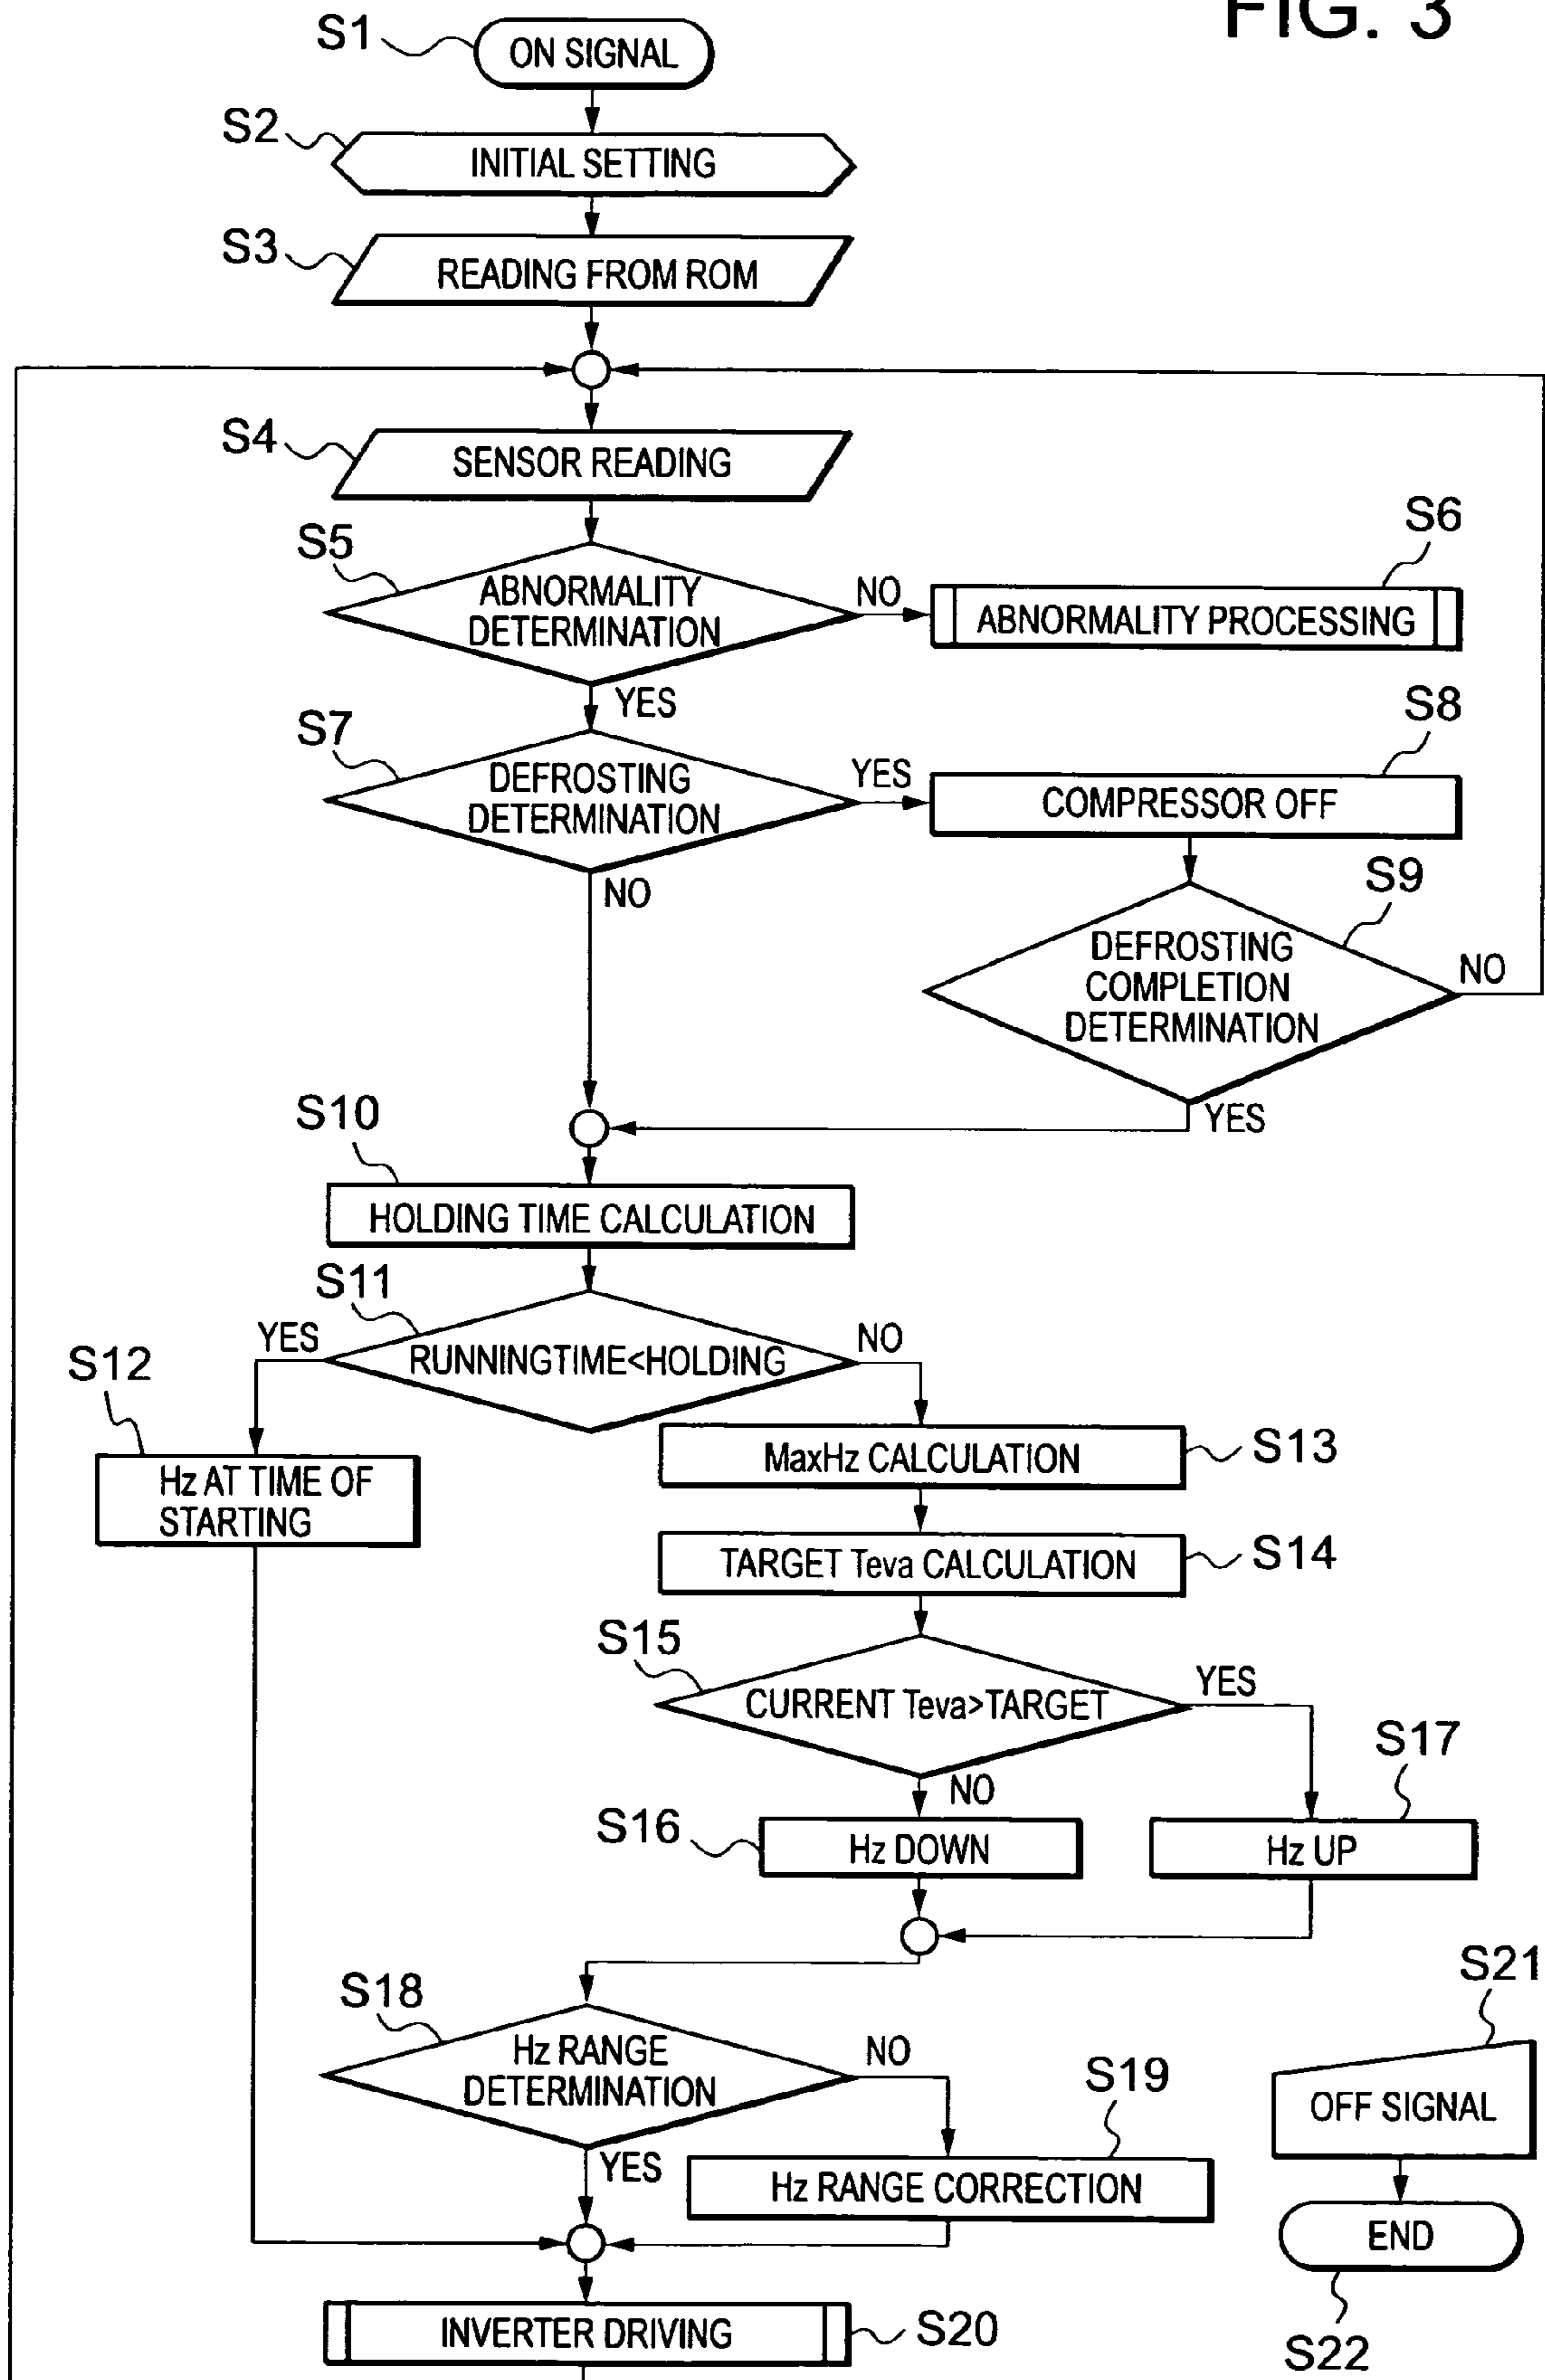 FIG. 3
S1
ON SIGNAL
S2
INITIAL SETTING
S3
READING FROM ROM
S4
SENSOR READING
S5
ABNORMALITY
DETERMINATION
NO
S6
ABNORMALITY PROCESSING
YES
S7
DEFROSTING
DETERMINATION
YES
S8
COMPRESSOR OFF
NO
S9
DEFROSTING
COMPLETION
DETERMINATION
NO
YES
S10
HOLDING TIME CALCULATION
S11
RUNNINGTIME<HOLDING
YES
NO
S12
Hz AT TIME OF
STARTING
MaxHz CALCULATION
S13
TARGET Teva CALCULATION
S14
S15
CURRENT Teva>TARGET
YES
NO
S16
Hz DOWN
S17
Hz UP
S18
Hz RANGE
DETERMINATION
NO
YES
S19
Hz RANGE CORRECTION
S21
OFF SIGNAL
END
S22
INVERTER DRIVING
S20